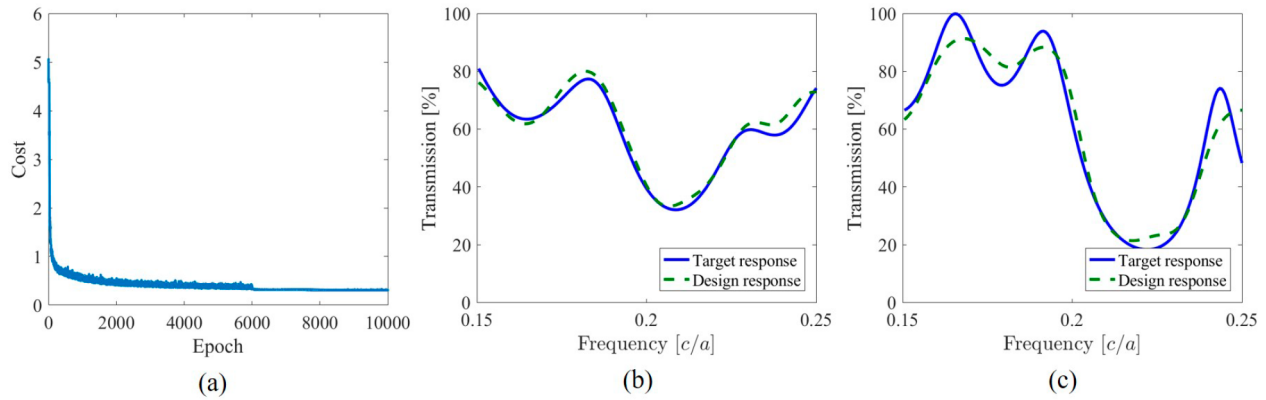 6
5
4
3
2
1
0
Cost
0 2000 4000 6000 8000 10000
Epoch
(a)
100
80
60
40
20
0
Transmission [%]
Target response
Design response
0.15 0.2 0.25
Frequency [c/a]
(b)
100
80
60
40
20
0
Transmission [%]
Target response
Design response
0.15 0.2 0.25
Frequency [c/a]
(c)